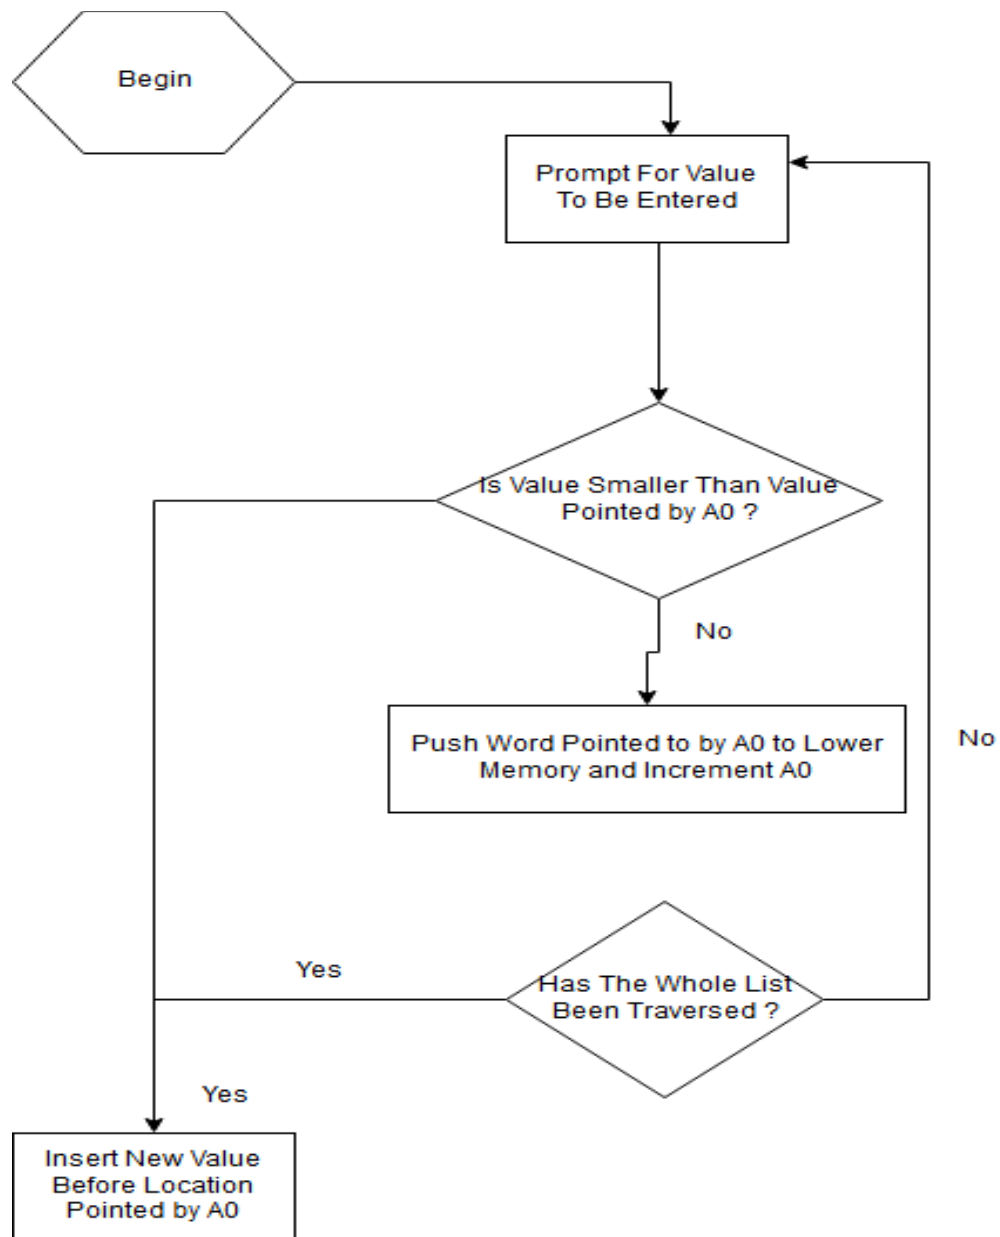 Begin
Prompt For Value
To Be Entered
Is Value Smaller Than Value
Pointed by A0 ?
No
Push Word Pointed to by A0 to Lower
Memory and Increment A0
No
Yes
Has The Whole List
Been Traversed ?
Yes
Insert New Value
Before Location
Pointed by A0